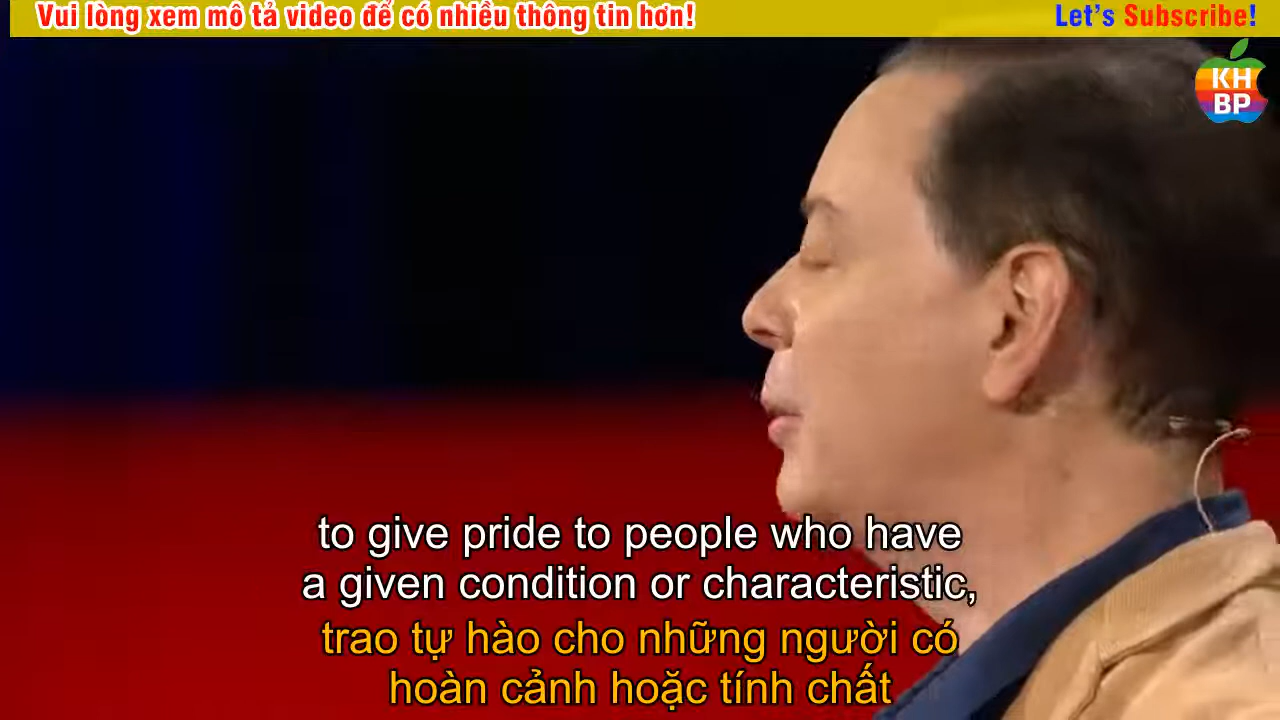 Vui lòng xem mô tả video để có nhiều thông tin hơn!
Let's Subscribe!
KH
BP
to give pride to people who have
a given condition or characteristic,
trao tự hào cho những người có
hoàn cảnh hoặc tính chất